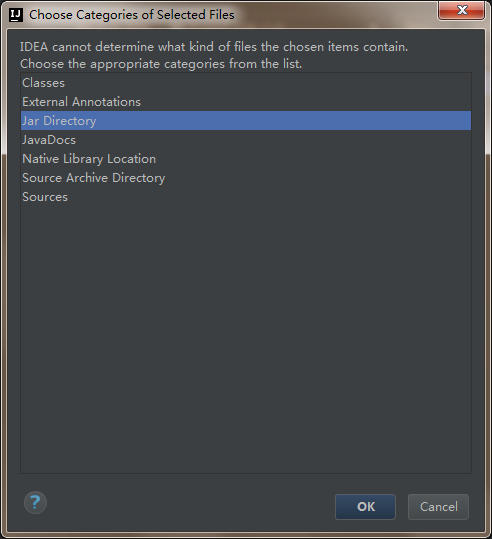 IJ
Choose Categories of Selected Files
IDEA cannot determine what kind of files the chosen items contain.
Choose the appropriate categories from the list.
Classes
External Annotations
Jar Directory
JavaDocs
Native Library Location
Source Archive Directory
Sources
?
OK
Cancel